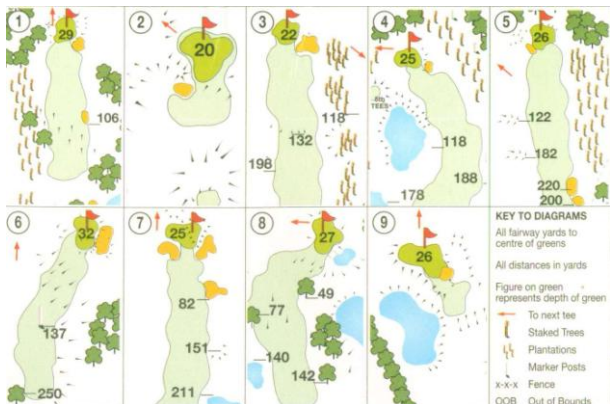 1
29
106
2
20
3
22
118
132
198
4
25
TEES
118
188
178
5
26
122
182
220
200
6
32
137
250
7
25
82
151
211
8
27
49
77
140
142
9
26
KEY TO DIAGRAMS
All fairway yards to
centre of greens
All distances in yards
Figure on green
represents depth of green
To next tee
Staked Trees
Plantations
Marker Posts
x-x-x Fence
OOB Out of Bounds